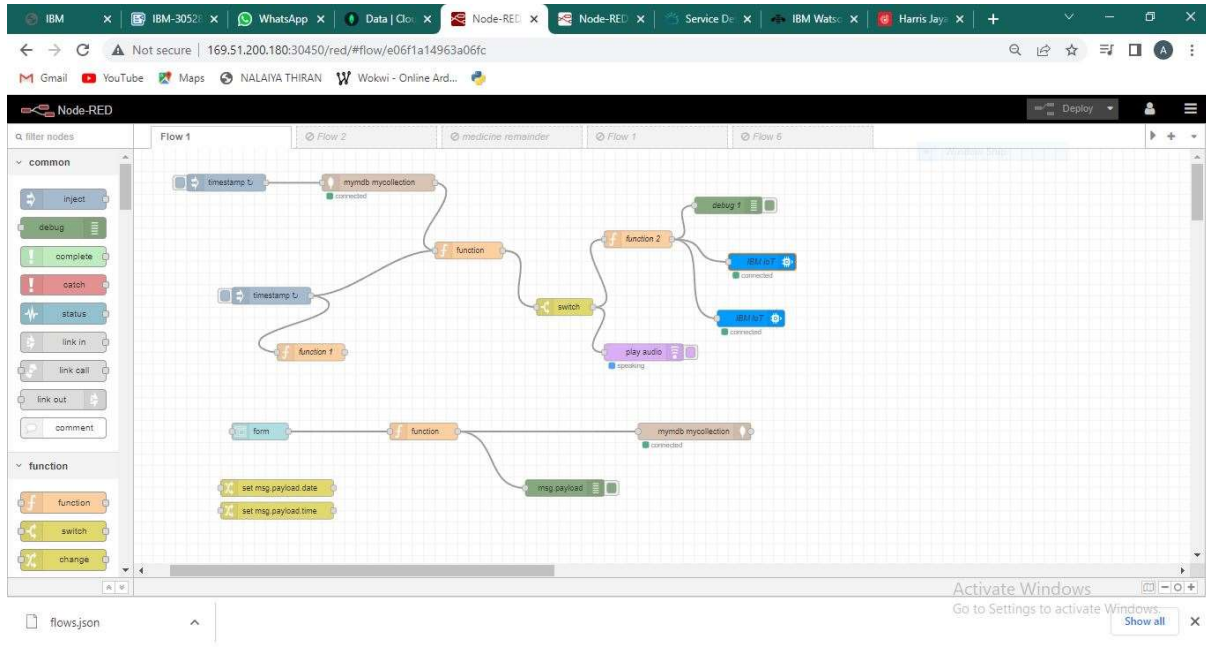 IBM
IBM-30528
WhatsApp
Data | Clou
Node-RED
Node-RED
Service De
IBM Watso
Harris Jaya
Not secure | 169.51.200.180:30450/red/#flow/e06f1a14963a06fc
A
Gmail
YouTube
Maps
NALAIYA THIRAN
Wokwi - Online Ard...
Node-RED
Deploy
filter nodes
Flow 1
Flow 2
medicine remainder
Flow 1
Flow 6
common
inject
debug
complete
catch
status
link in
link call
link out
comment
function
function
switch
change
timestamp ↻
mymdb mycollection
connected
debug 1
function 2
function
IBM IoT
connected
timestamp ↻
switch
IBM IoT
connected
function 1
play audio
speaking
form
function
mymdb mycollection
connected
set msg.payload.date
msg.payload
set msg.payload.time
Activate Windows
Go to Settings to activate Windows.
flows.json
Show all